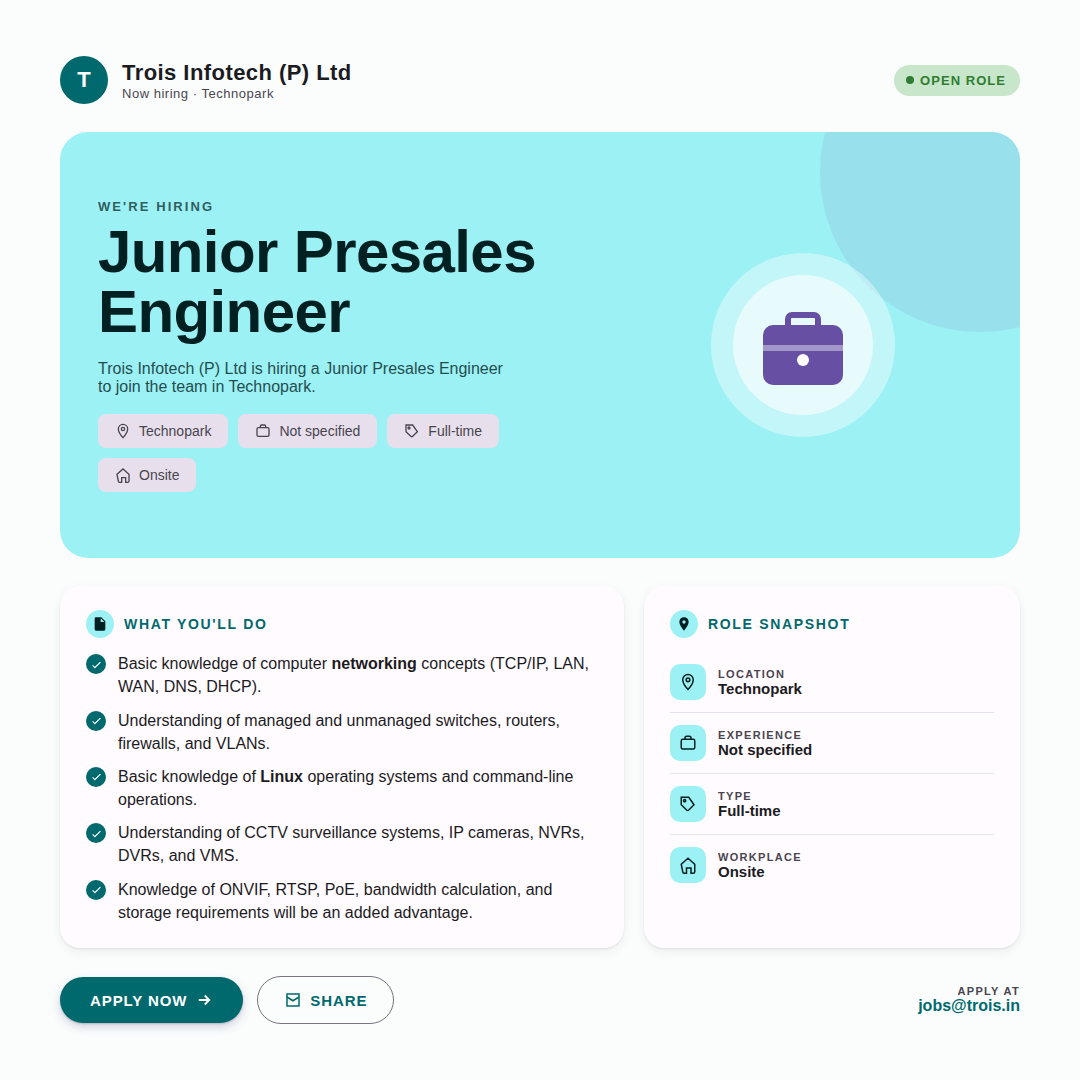 T
Trois Infotech (P) Ltd
Now hiring · Technopark
OPEN ROLE
WE'RE HIRING
Junior Presales
Engineer
Trois Infotech (P) Ltd is hiring a Junior Presales Engineer
to join the team in Technopark.
Technopark
Not specified
Full-time
Onsite
WHAT YOU'LL DO
Basic knowledge of computer networking concepts (TCP/IP, LAN,
WAN, DNS, DHCP).
Understanding of managed and unmanaged switches, routers,
firewalls, and VLANs.
Basic knowledge of Linux operating systems and command-line
operations.
Understanding of CCTV surveillance systems, IP cameras, NVRs,
DVRs, and VMS.
Knowledge of ONVIF, RTSP, PoE, bandwidth calculation, and
storage requirements will be an added advantage.
ROLE SNAPSHOT
LOCATION
Technopark
EXPERIENCE
Not specified
TYPE
Full-time
WORKPLACE
Onsite
APPLY NOW
SHARE
APPLY AT
jobs@trois.in